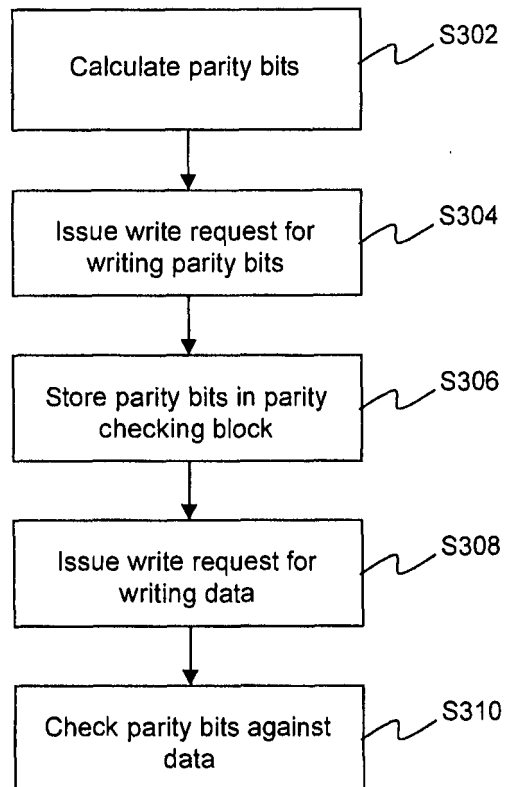 Calculate parity bits
S302
Issue write request for
writing parity bits
S304
Store parity bits in parity
checking block
S306
Issue write request for
writing data
S308
Check parity bits against
data
S310